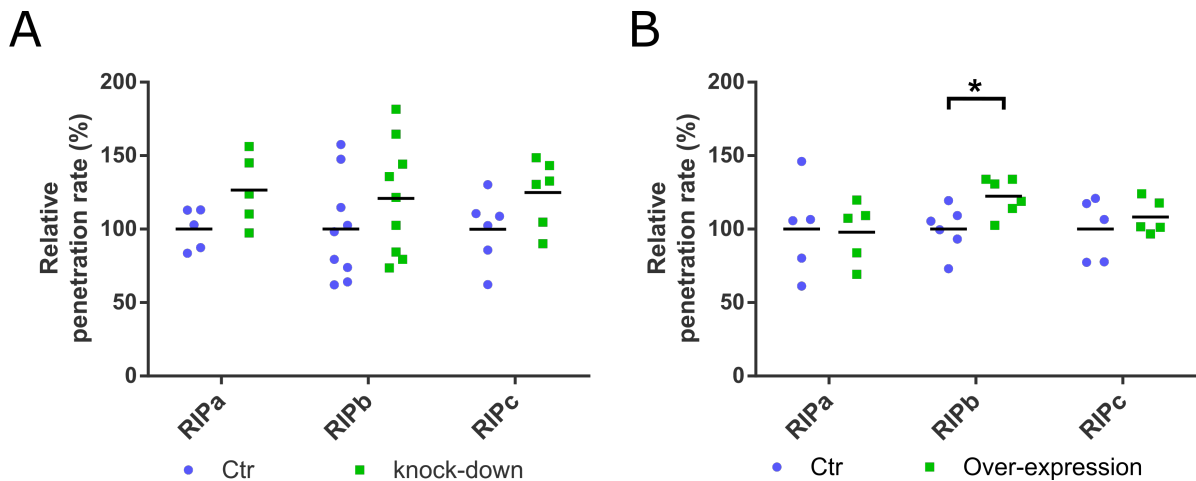 A
B
Relative
penetration rate (%)
200
150
100
50
0
RIPa
RIPb
RIPc
Ctr
knock-down
Relative
penetration rate (%)
200
150
100
50
0
*
RIPa
RIPb
RIPc
Ctr
Over-expression